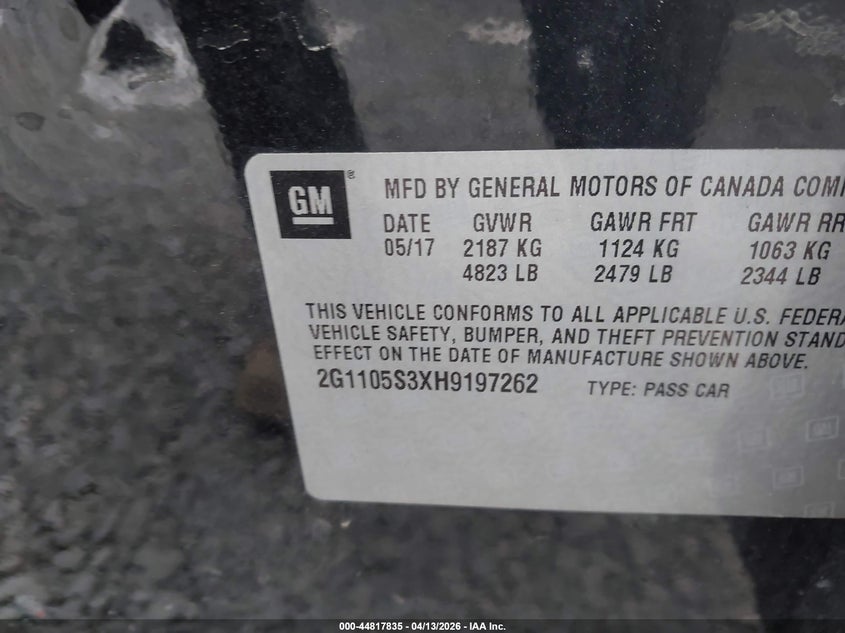 GM ®
MFD BY GENERAL MOTORS OF CANADA
DATE GVWR GAWR FRT GAWR RR
05/17 2187 KG 1124 KG 1063 KG
4823 LB 2479 LB 2344 LB
THIS VEHICLE CONFORMS TO ALL APPLICABLE U.S.
VEHICLE SAFETY, BUMPER, AND THEFT PREVENTION
EFFECT ON THE DATE OF MANUFACTURE SHOWN ABOVE.
2G1105S3XH9197262 TYPE: PASS CAR
GM
000-44817835 - 04/13/2026 - IAA Inc.